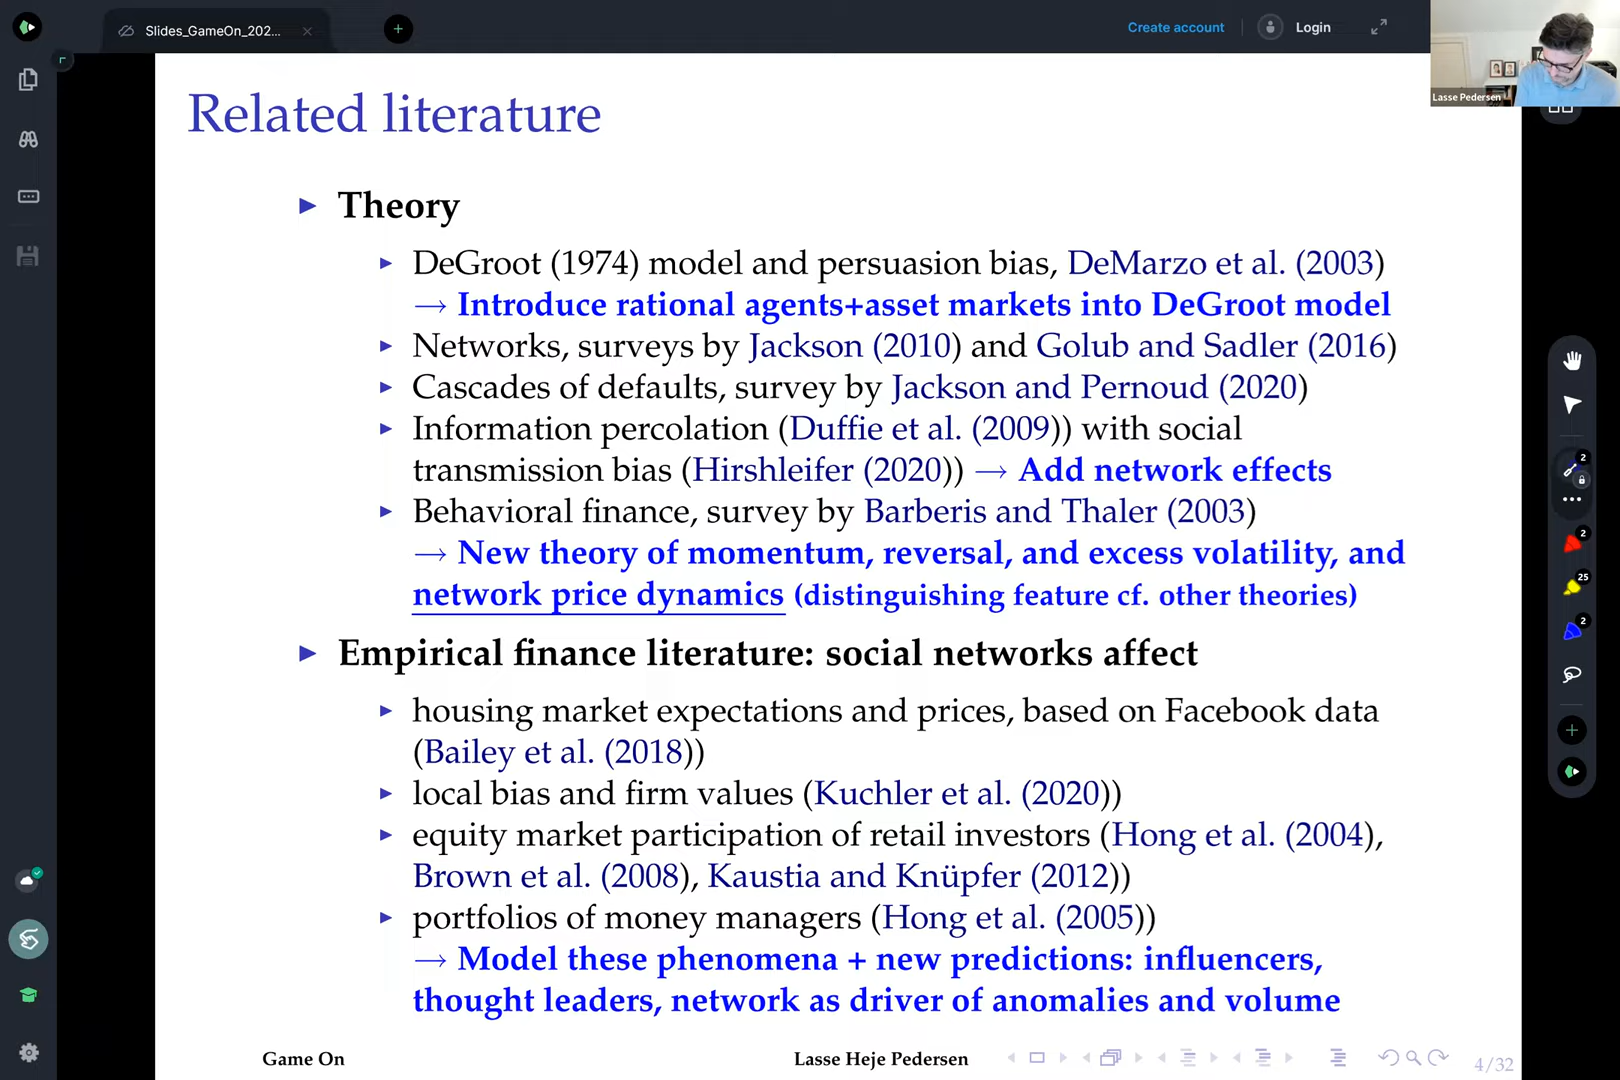 Slides_GameOn_202...
Create account
Login
Lasse Pedersen
Related literature
Theory
DeGroot (1974) model and persuasion bias, DeMarzo et al. (2003)
→ Introduce rational agents+asset markets into DeGroot model
Networks, surveys by Jackson (2010) and Golub and Sadler (2016)
Cascades of defaults, survey by Jackson and Pernoud (2020)
Information percolation (Duffie et al. (2009)) with social
transmission bias (Hirshleifer (2020)) → Add network effects
Behavioral finance, survey by Barberis and Thaler (2003)
→ New theory of momentum, reversal, and excess volatility, and
network price dynamics (distinguishing feature cf. other theories)
Empirical finance literature: social networks affect
housing market expectations and prices, based on Facebook data
(Bailey et al. (2018))
local bias and firm values (Kuchler et al. (2020))
equity market participation of retail investors (Hong et al. (2004),
Brown et al. (2008), Kaustia and Knüpfer (2012))
portfolios of money managers (Hong et al. (2005))
→ Model these phenomena + new predictions: influencers,
thought leaders, network as driver of anomalies and volume
Game On
Lasse Heje Pedersen
4/32
2
2
25
2